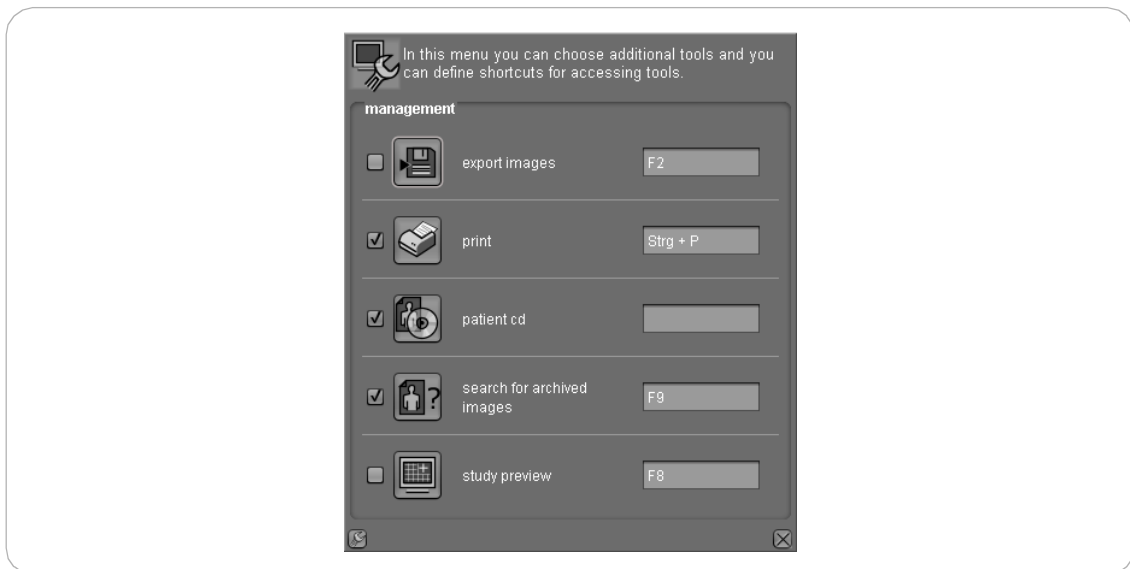 In this menu you can choose additional tools and you
can define shortcuts for accessing tools.
management
export images F2
print Strg + P
patient cd
search for archived
images
F9
?
study preview F8